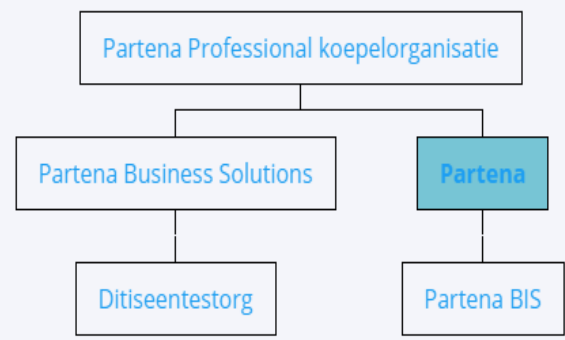 Partena Professional koepelorganisatie
Partena Business Solutions
Partena
Ditiseentestorg
Partena BIS